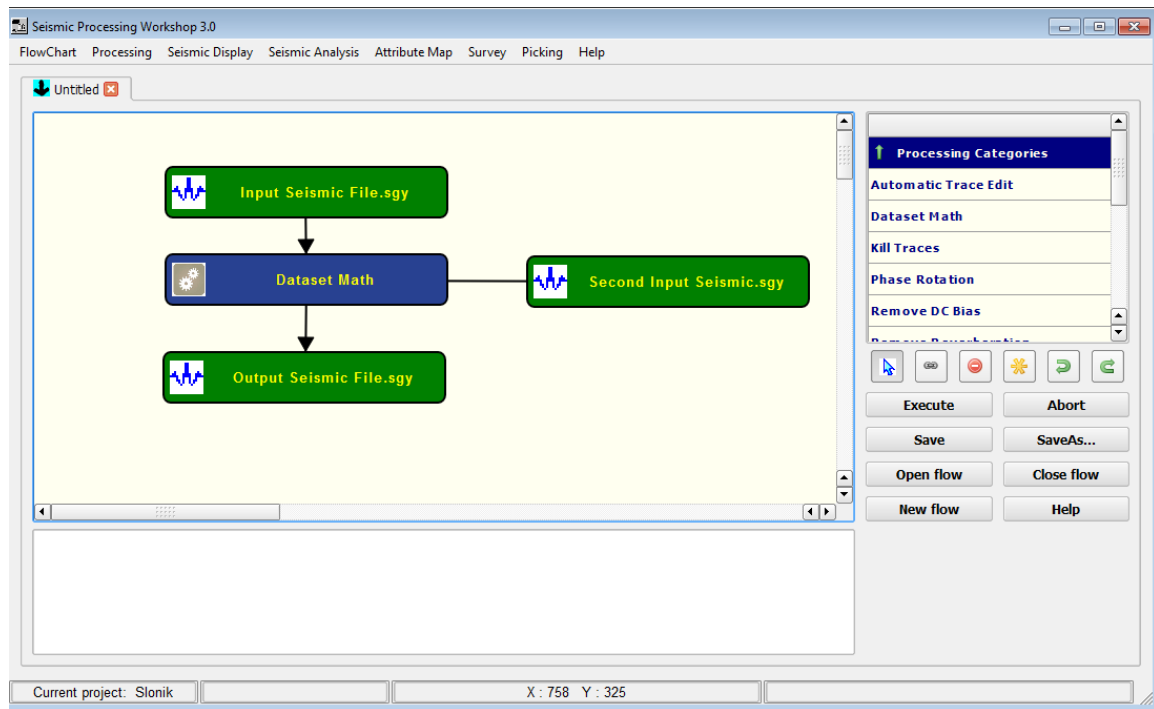 Seismic Processing Workshop 3.0
FlowChart Processing Seismic Display Seismic Analysis Attribute Map Survey Picking Help
Untitled
Input Seismic File.sgy
Dataset Math
Second Input Seismic.sgy
Output Seismic File.sgy
Processing Categories
Automatic Trace Edit
Dataset Math
Kill Traces
Phase Rotation
Remove DC Bias
Execute Abort
Save SaveAs...
Open flow Close flow
New flow Help
Current project: Slonik
X : 758 Y : 325